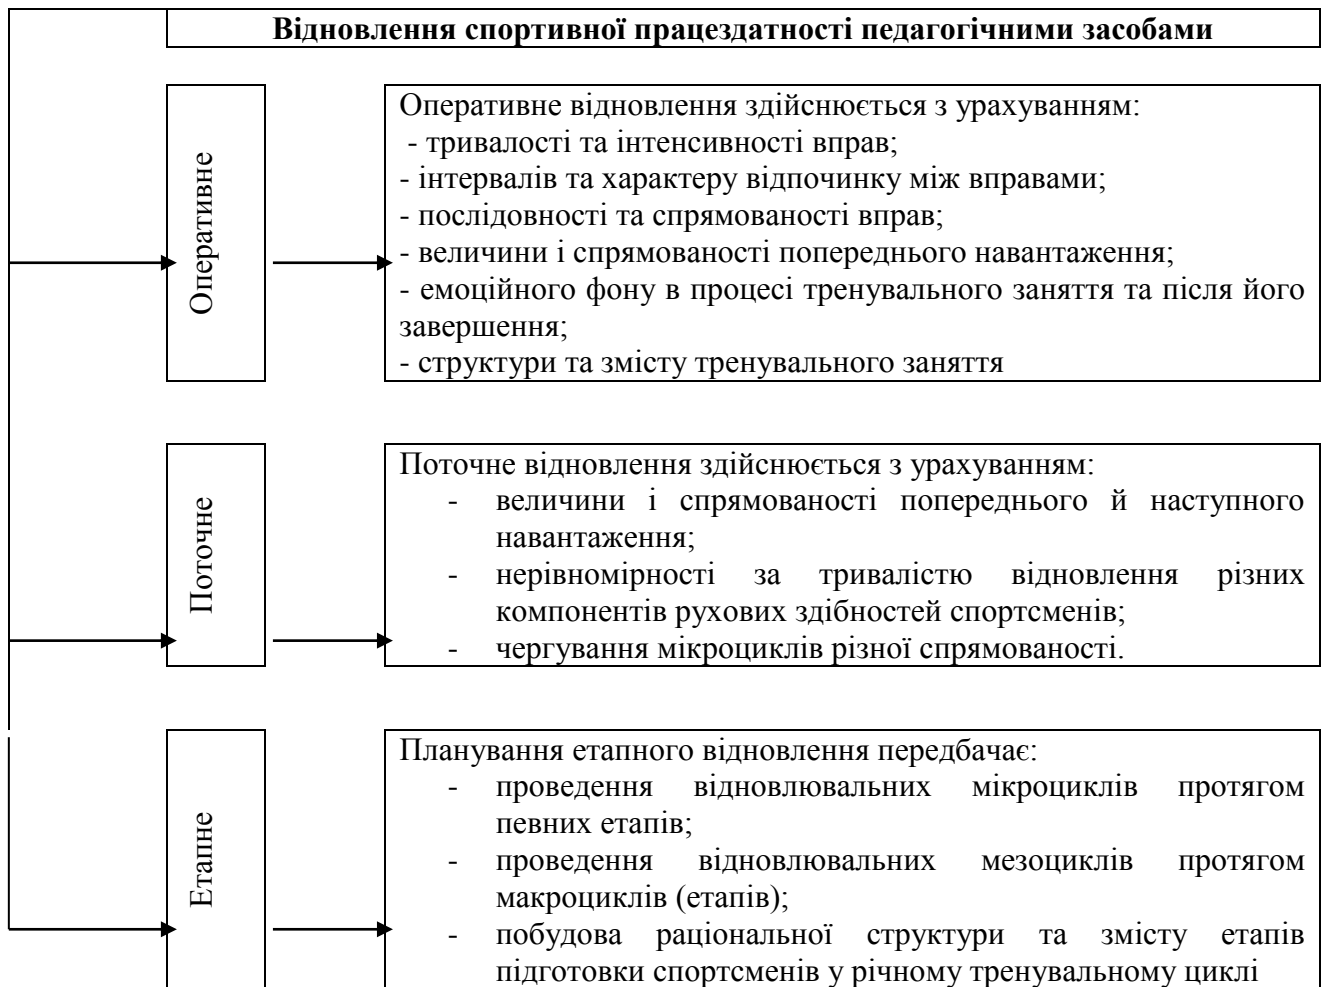 Відновлення спортивної працездатності педагогічними засобами
Оперативне
Оперативне відновлення здійснюється з урахуванням:
- тривалості та інтенсивності вправ;
- інтервалів та характеру відпочинку між вправами;
- послідовності та спрямованості вправ;
- величини і спрямованості попереднього навантаження;
- емоційного фону в процесі тренувального заняття та після його
завершення;
- структури та змісту тренувального заняття
Поточне
Поточне відновлення здійснюється з урахуванням:
- величини і спрямованості попереднього й наступного
навантаження;
- нерівномірності за тривалістю відновлення різних
компонентів рухових здібностей спортсменів;
- чергування мікроциклів різної спрямованості.
Етапне
Планування етапного відновлення передбачає:
- проведення відновлювальних мікроциклів протягом
певних етапів;
- проведення відновлювальних мезоциклів протягом
макроциклів (етапів);
- побудова раціональної структури та змісту етапів
підготовки спортсменів у річному тренувальному циклі